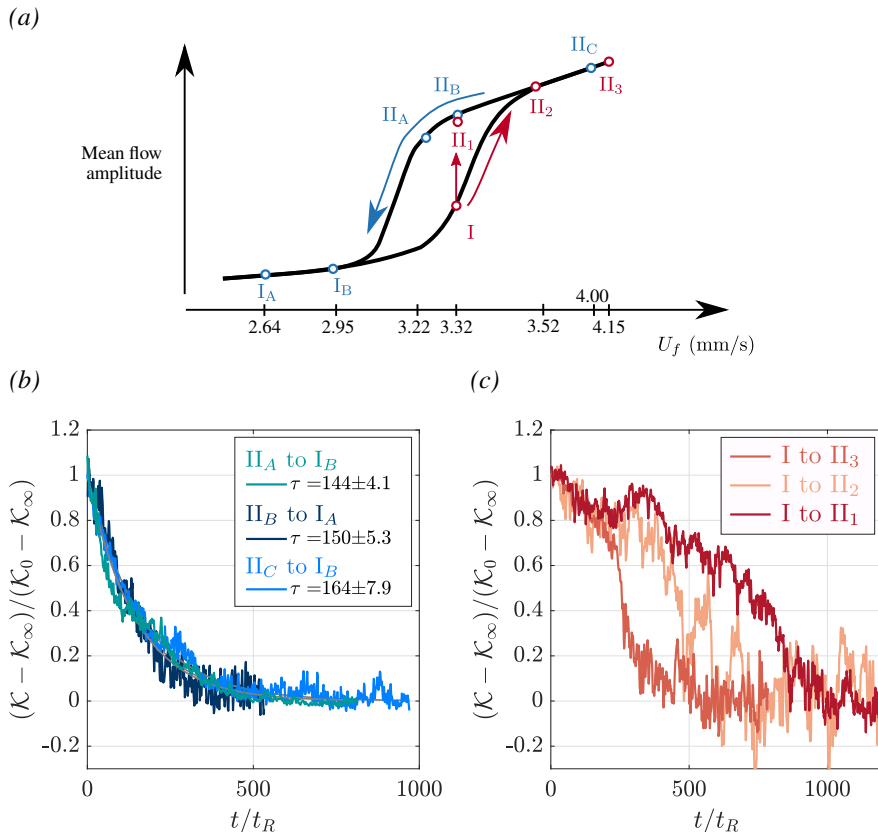 (a)
II_C
II_B
II_A
II_3
II_2
II_1
Mean flow
amplitude
I
I_A
I_B
4.00
2.64
2.95
3.22
3.32
3.52
4.15
U_f (mm/s)
(b)
(c)
1.2
1
0.8
0.6
0.4
0.2
0
-0.2
(K − K_∞)/(K_0 − K_∞)
II_A to I_B
τ =144±4.1
II_B to I_A
τ =150±5.3
II_C to I_B
τ =164±7.9
0
500
1000
t/t_R
1.2
1
0.8
0.6
0.4
0.2
0
-0.2
(K − K_∞)/(K_0 − K_∞)
I to II_3
I to II_2
I to II_1
0
500
1000
t/t_R